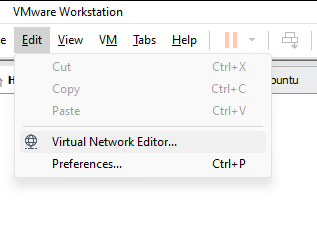 VMware Workstation
Edit View VM Tabs Help
Cut Ctrl+X
Copy Ctrl+C
Paste Ctrl+V
Virtual Network Editor...
Preferences... Ctrl+P